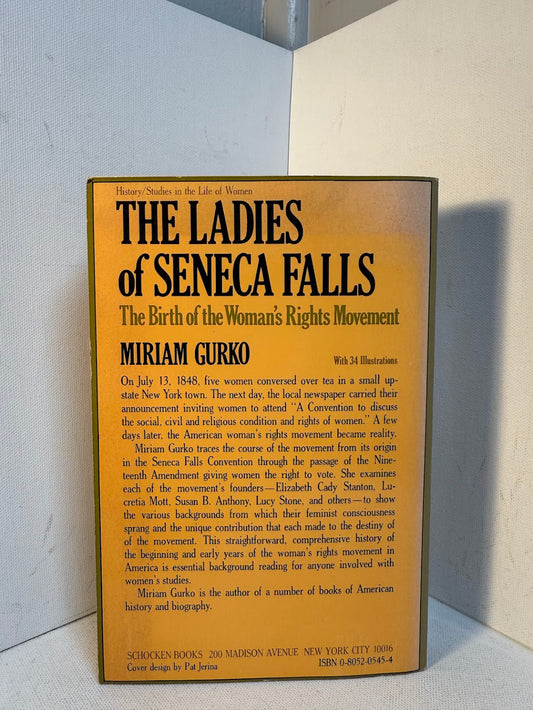 History/Studies in the Life of Women
THE LADIES
of SENECA FALLS
The Birth of the Woman's Rights Movement
MIRIAM GURKO
With 34 Illustrations
On July 13, 1848, five women conversed over tea in a small up-
state New York town. The next day, the local newspaper carried their
announcement inviting women to attend "A Convention to discuss
the social, civil and religious condition and rights of women." A few
days later, the American woman's rights movement became reality.
Miriam Gurko traces the course of the movement from its origin
in the Seneca Falls Convention through the passage of the Nine-
teenth Amendment giving women the right to vote. She examines
each of the movement's founders—Elizabeth Cady Stanton, Lu-
cretia Mott, Susan B. Anthony, Lucy Stone, and others—to show
the various backgrounds from which their feminist consciousness
sprang and the unique contribution that each made to the destiny of
of the movement. This straightforward, comprehensive history of
the beginning and early years of the woman's rights movement in
America is essential background reading for anyone involved with
women's studies.
Miriam Gurko is the author of a number of books of American
history and biography.
SCHOCKEN BOOKS 200 MADISON AVENUE NEW YORK CITY 10016
Cover design by Pat Jerina
ISBN 0-8052-0545-4